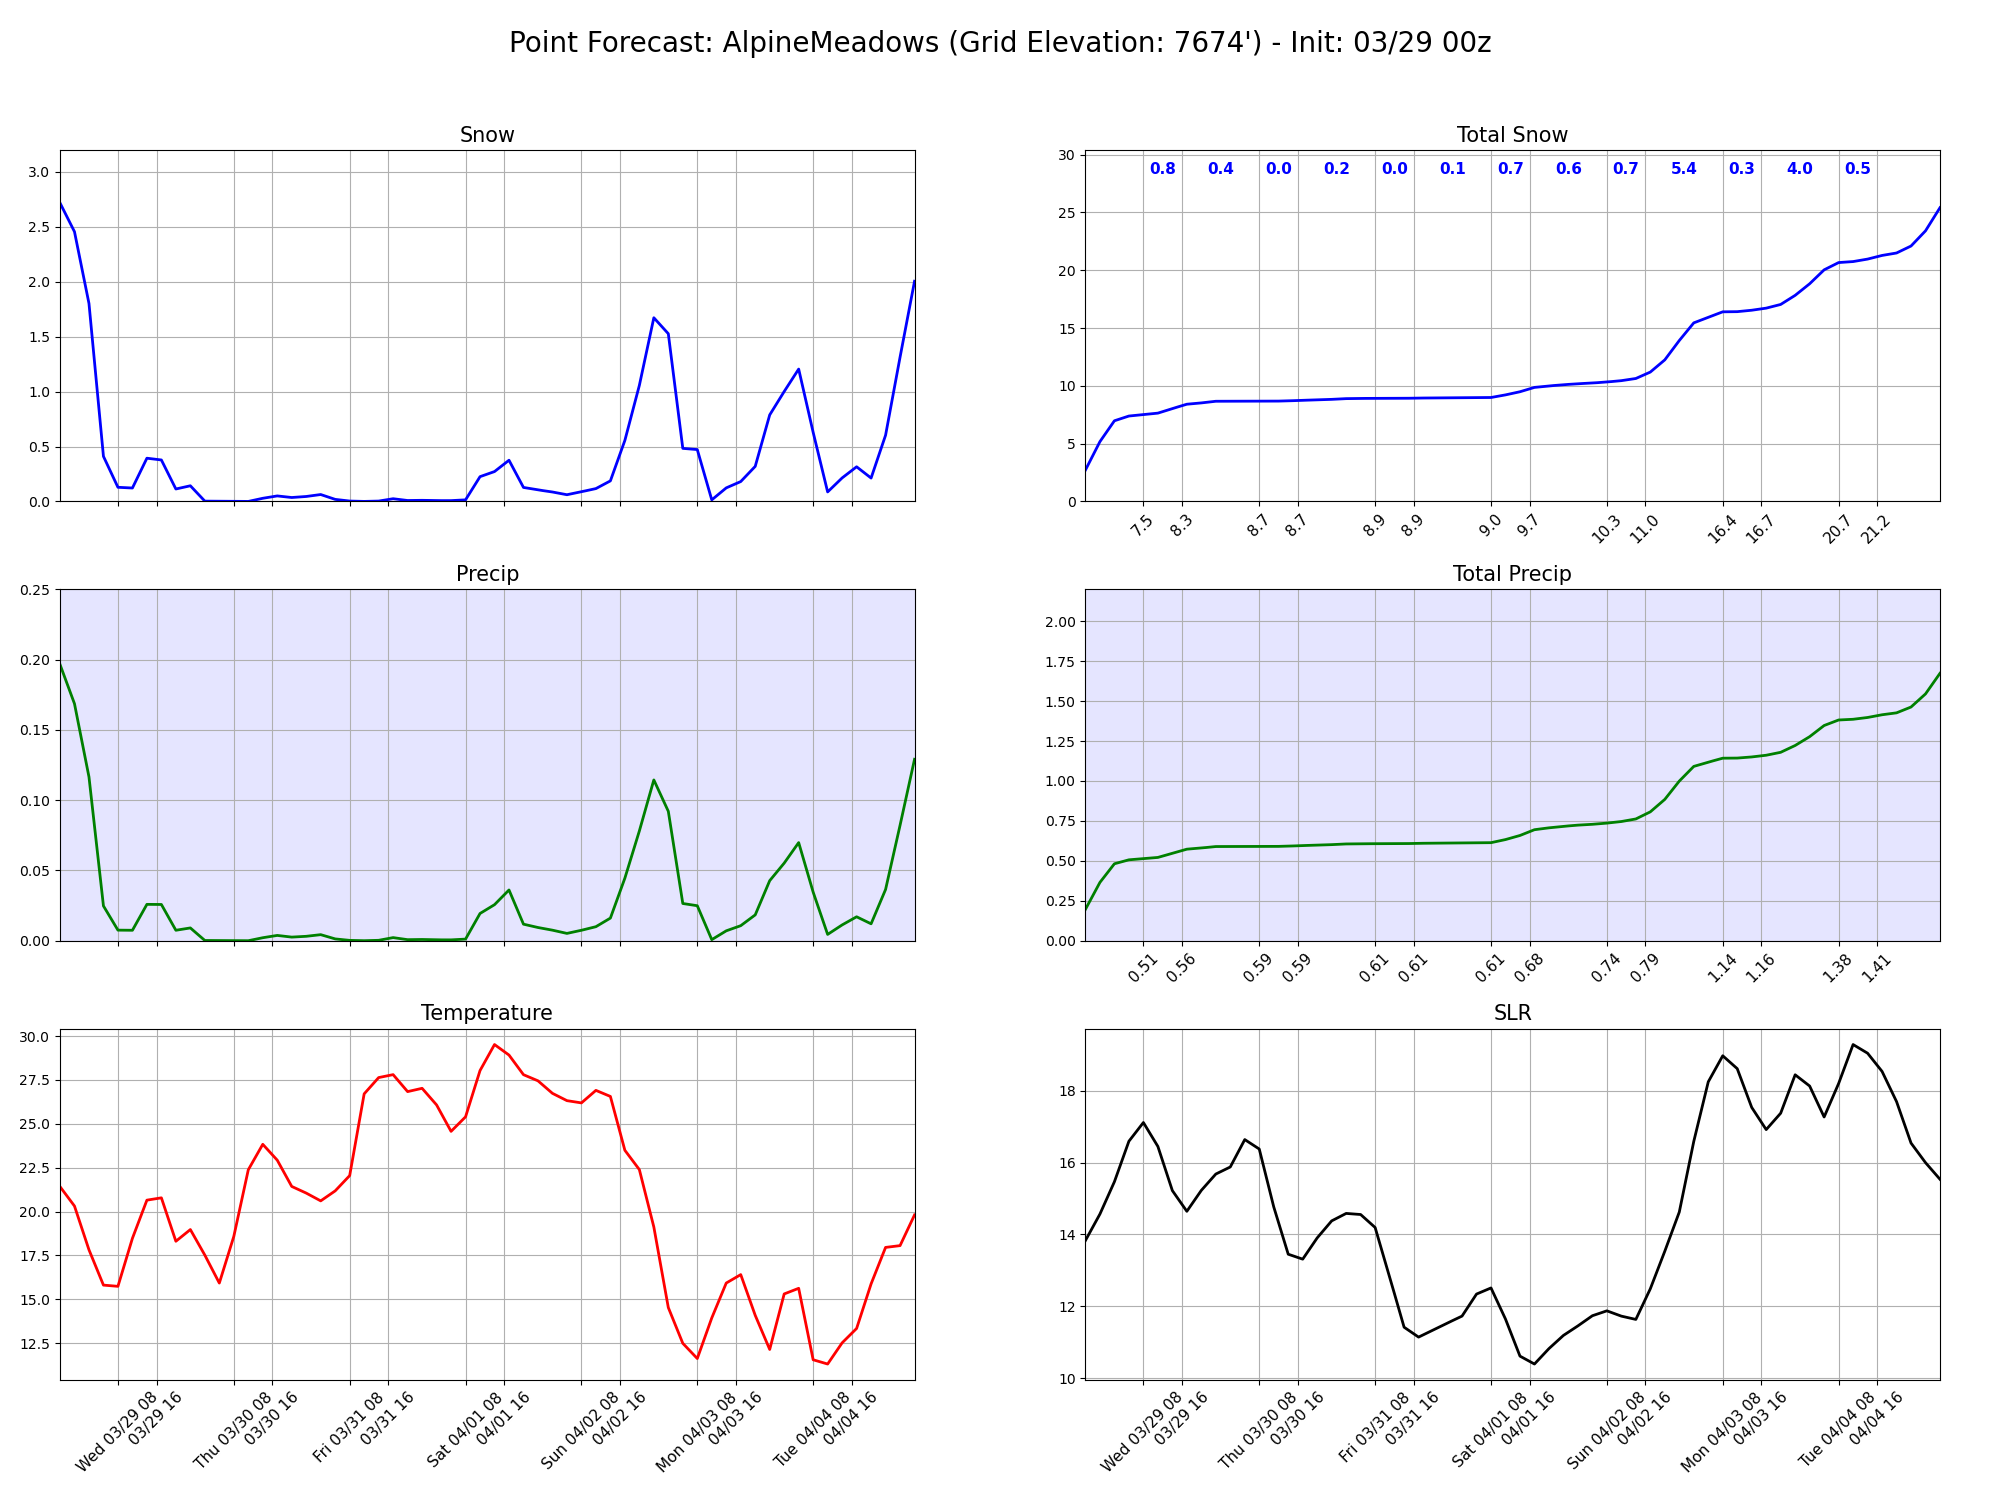 Point Forecast: AlpineMeadows (Grid Elevation: 7674') - Init: 03/29 00z
Snow
3.0
2.5
2.0
1.5
1.0
0.5
0.0
Total Snow
30
25
20
15
10
5
0
0.8 0.4 0.0 0.2 0.0 0.1 0.7 0.6 0.7 5.4 0.3 4.0 0.5
7.5 8.3 8.7 8.7 8.9 8.9 9.0 9.7 10.3 11.0 16.4 16.7 20.7 21.2
Precip
0.25
0.20
0.15
0.10
0.05
0.00
Total Precip
2.00
1.75
1.50
1.25
1.00
0.75
0.50
0.25
0.00
0.51 0.56 0.59 0.59 0.61 0.61 0.61 0.68 0.74 0.79 1.14 1.16 1.38 1.41
Temperature
30.0
27.5
25.0
22.5
20.0
17.5
15.0
12.5
Wed 03/29 08
03/29 16
Thu 03/30 08
03/30 16
Fri 03/31 08
03/31 16
Sat 04/01 08
04/01 16
Sun 04/02 08
04/02 16
Mon 04/03 08
04/03 16
Tue 04/04 08
04/04 16
SLR
18
16
14
12
10
Wed 03/29 08
03/29 16
Thu 03/30 08
03/30 16
Fri 03/31 08
03/31 16
Sat 04/01 08
04/01 16
Sun 04/02 08
04/02 16
Mon 04/03 08
04/03 16
Tue 04/04 08
04/04 16